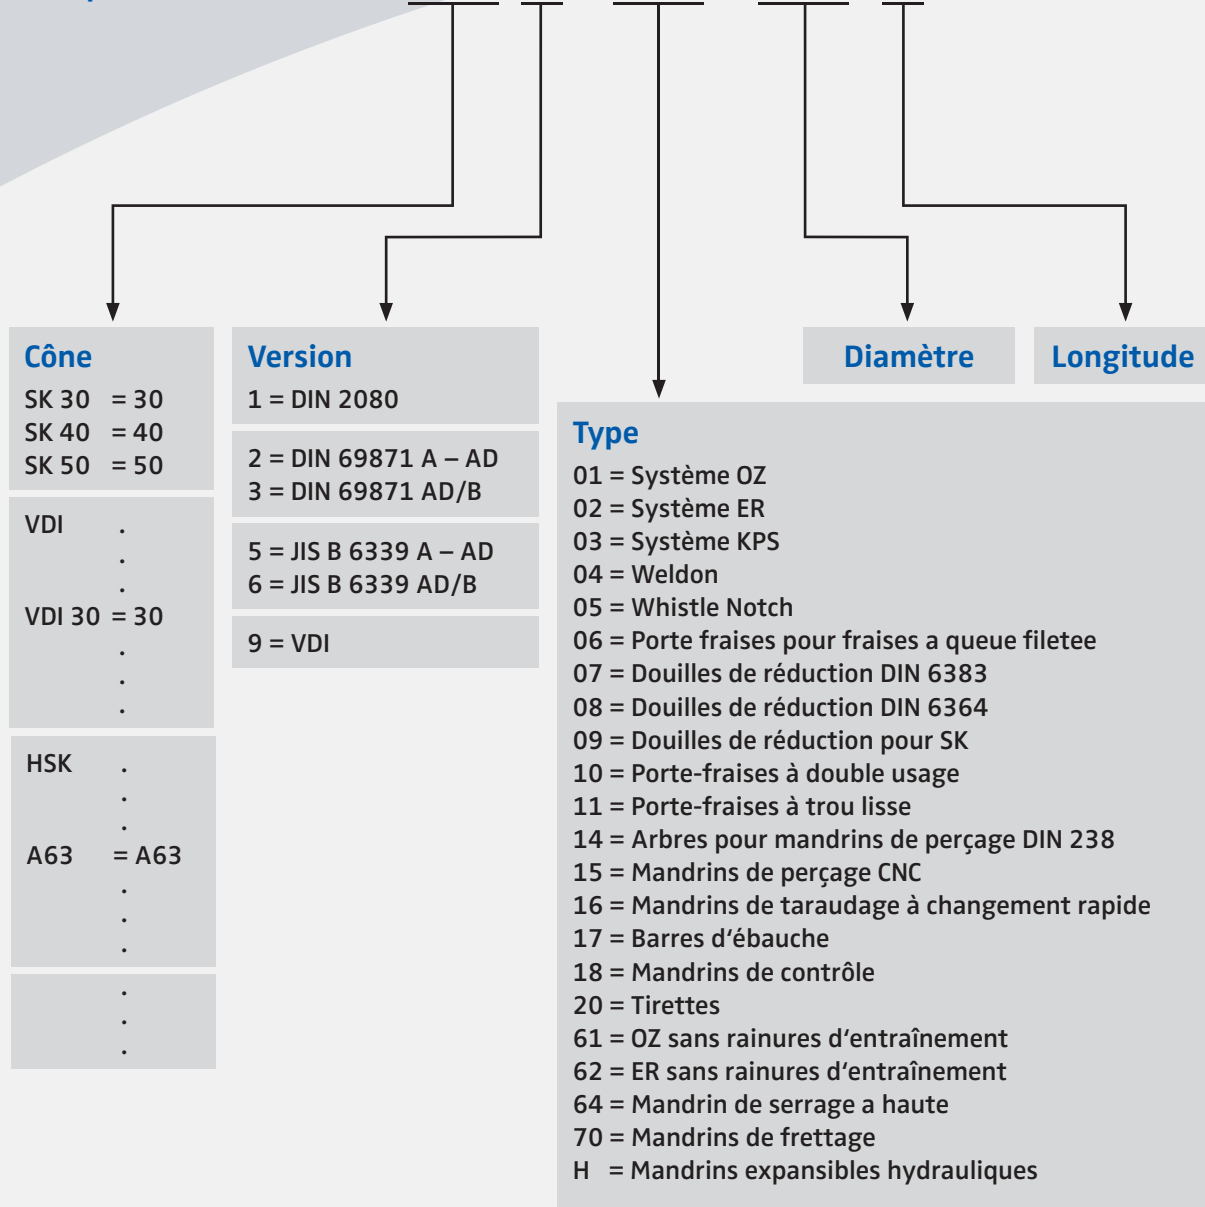 Cône
SK 30 = 30
SK 40 = 40
SK 50 = 50
VDI .
.
.
VDI 30 = 30
.
.
.
HSK .
.
.
A63 = A63
.
.
.
.
.
.
Version
1 = DIN 2080
2 = DIN 69871 A – AD
3 = DIN 69871 AD/B
5 = JIS B 6339 A – AD
6 = JIS B 6339 AD/B
9 = VDI
Type
01 = Système OZ
02 = Système ER
03 = Système KPS
04 = Weldon
05 = Whistle Notch
06 = Porte fraises pour fraises a queue filetee
07 = Douilles de réduction DIN 6383
08 = Douilles de réduction DIN 6364
09 = Douilles de réduction pour SK
10 = Porte-fraises à double usage
11 = Porte-fraises à trou lisse
14 = Arbres pour mandrins de perçage DIN 238
15 = Mandrins de perçage CNC
16 = Mandrins de taraudage à changement rapide
17 = Barres d‘ébauche
18 = Mandrins de contrôle
20 = Tirettes
61 = OZ sans rainures d‘entraînement
62 = ER sans rainures d‘entraînement
64 = Mandrin de serrage a haute
70 = Mandrins de frettage
H = Mandrins expansibles hydrauliques
Diamètre
Longitude